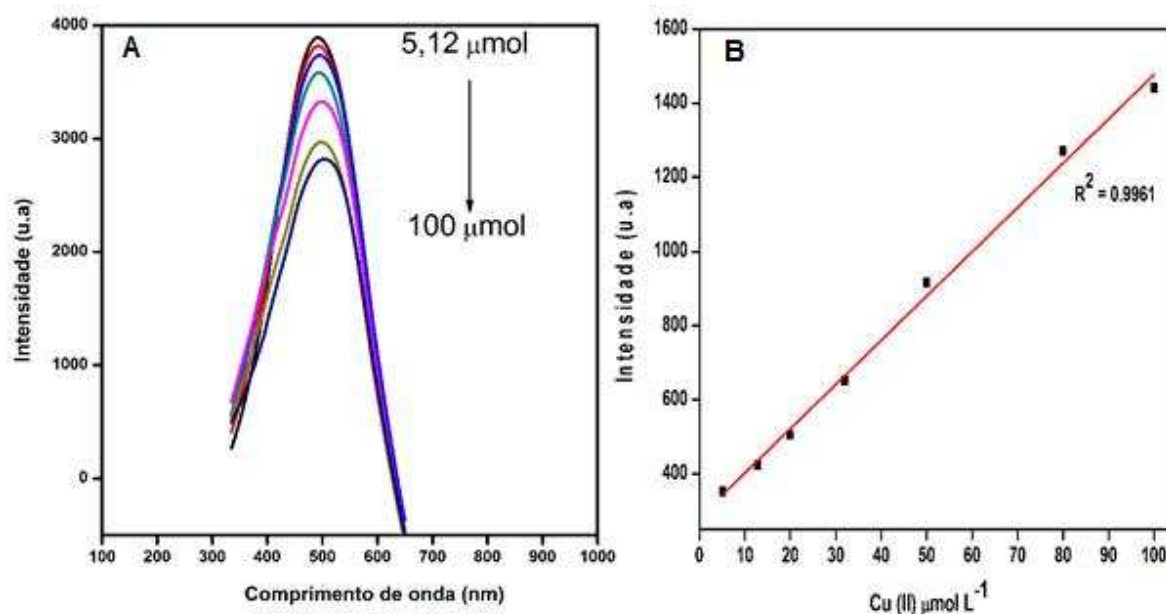 A
4000
3000
2000
1000
0
Intensidade (u.a)
5,12 μmol
100 μmol
100 200 300 400 500 600 700 800 900 1000
Comprimento de onda (nm)
B
1600
1400
1200
1000
800
600
400
Intensidade (u.a)
R² = 0.9961
0 10 20 30 40 50 60 70 80 90 100
Cu (II) μmol L⁻¹